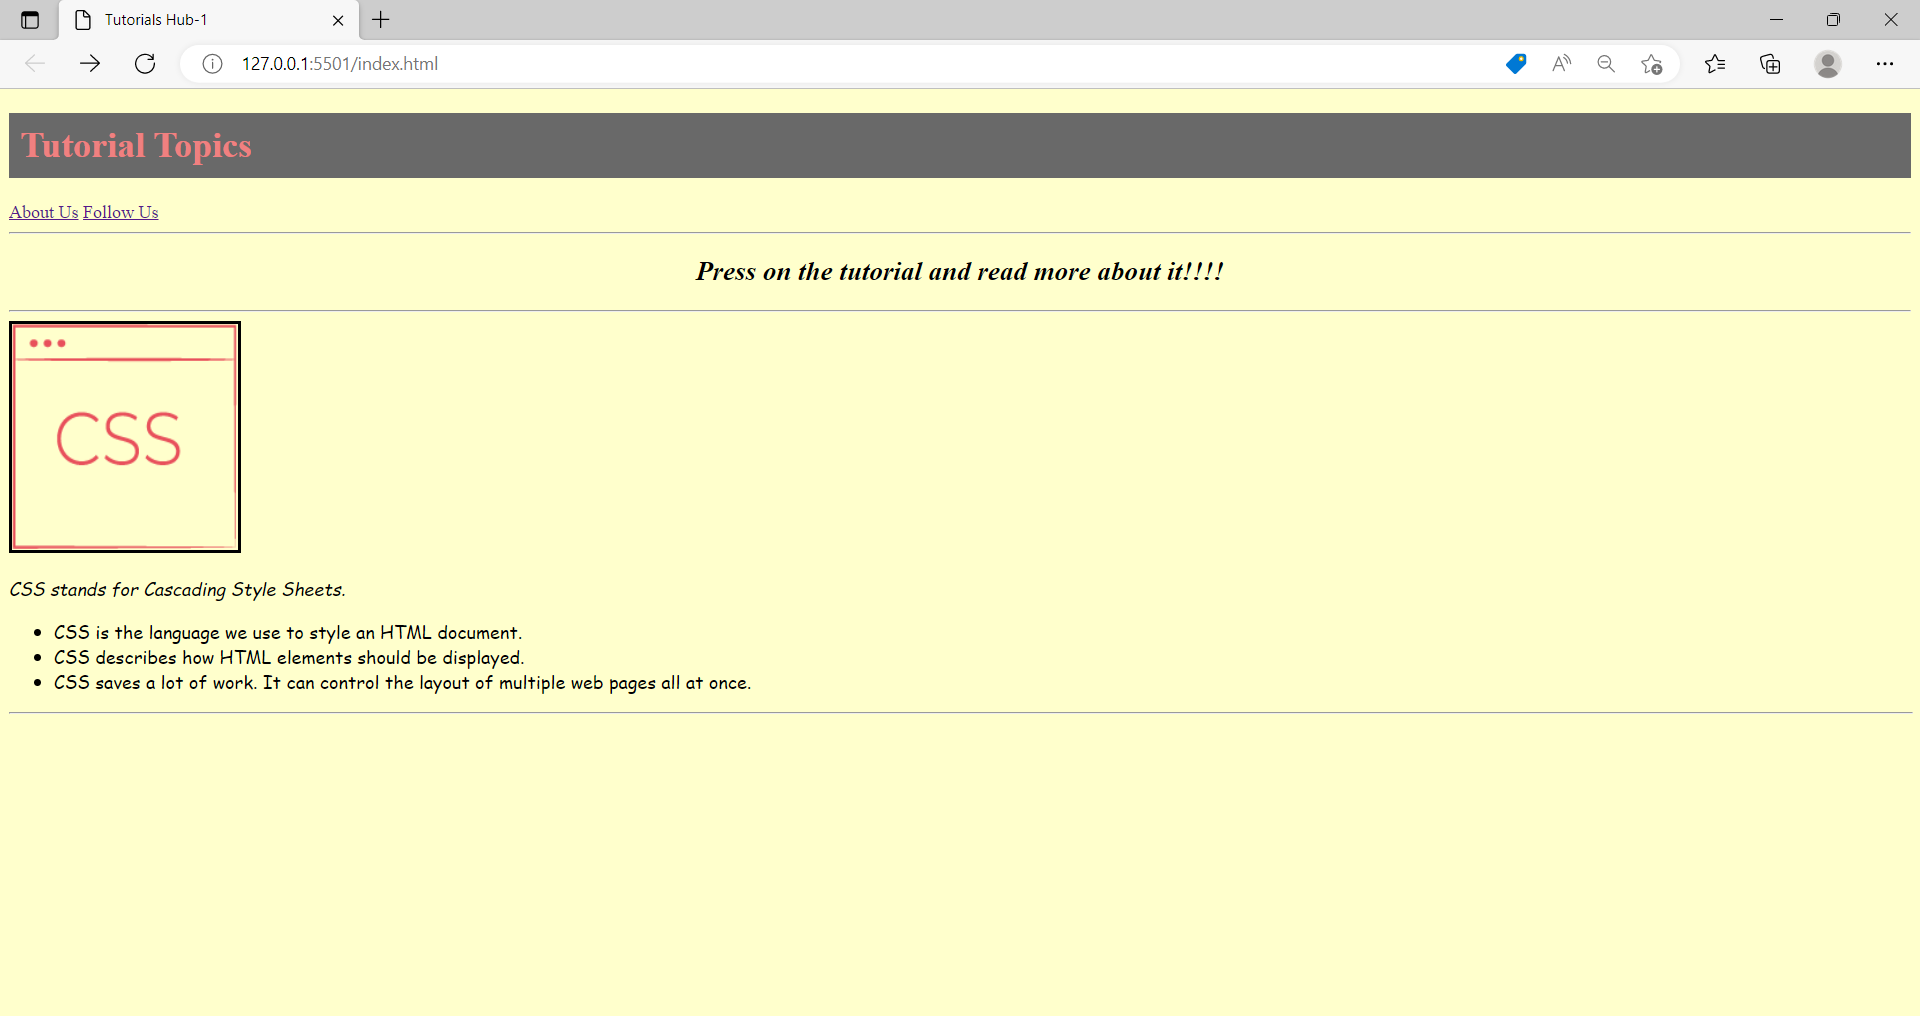 Tutorials Hub-1
127.0.0.1:5501/index.html
Tutorial Topics
About Us Follow Us
Press on the tutorial and read more about it!!!!
CSS
CSS stands for Cascading Style Sheets.
CSS is the language we use to style an HTML document.
CSS describes how HTML elements should be displayed.
CSS saves a lot of work. It can control the layout of multiple web pages all at once.